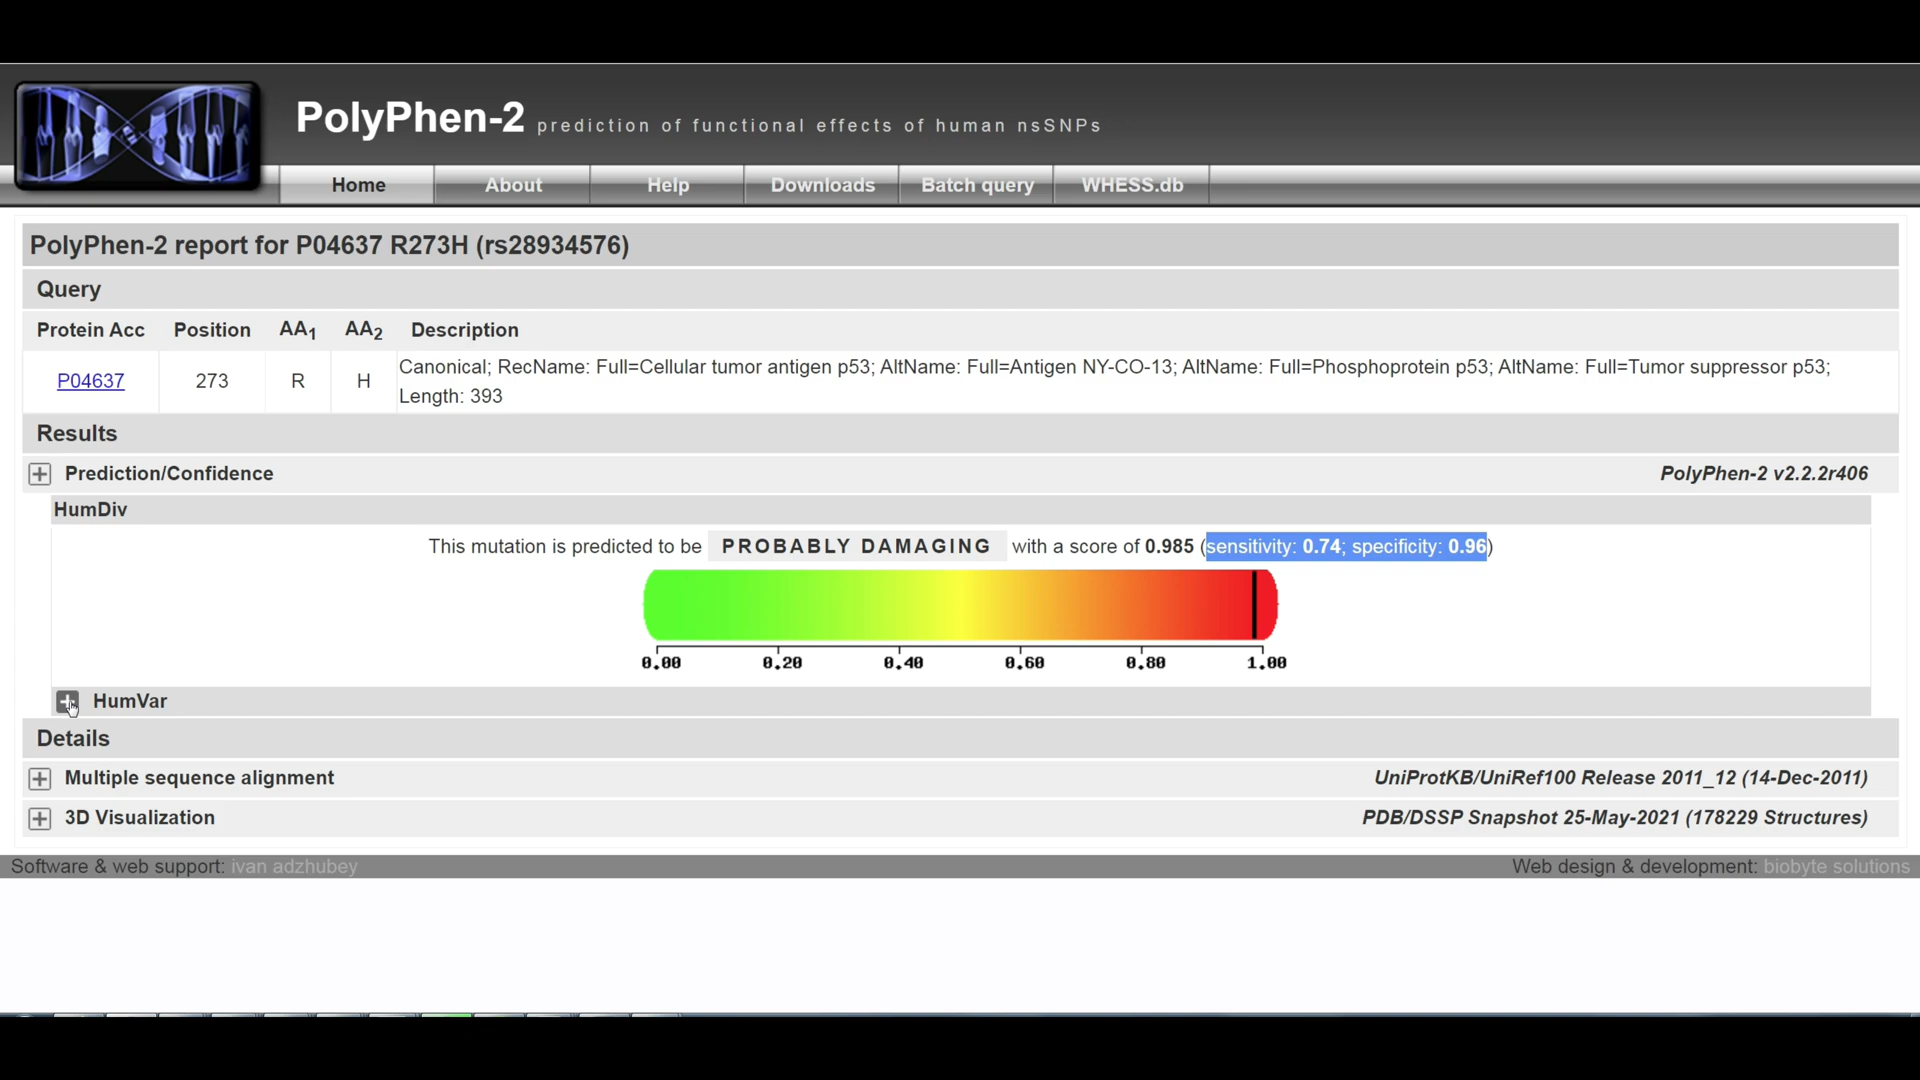 PolyPhen-2 prediction of functional effects of human nsSNPs
Home About Help Downloads Batch query WHESS.db
PolyPhen-2 report for P04637 R273H (rs28934576)
Query
Protein Acc Position AA1 AA2 Description
P04637 273 R H Canonical; RecName: Full=Cellular tumor antigen p53; AltName: Full=Antigen NY-CO-13; AltName: Full=Phosphoprotein p53; AltName: Full=Tumor suppressor p53;
Length: 393
Results
Prediction/Confidence PolyPhen-2 v2.2.2r406
HumDiv
This mutation is predicted to be PROBABLY DAMAGING with a score of 0.985 (sensitivity: 0.74; specificity: 0.96)
0.00 0.20 0.40 0.60 0.80 1.00
HumVar
Details
Multiple sequence alignment UniProtKB/UniRef100 Release 2011_12 (14-Dec-2011)
3D Visualization PDB/DSSP Snapshot 25-May-2021 (178229 Structures)
Software & web support: ivan adzhubey Web design & development: biobyte solutions